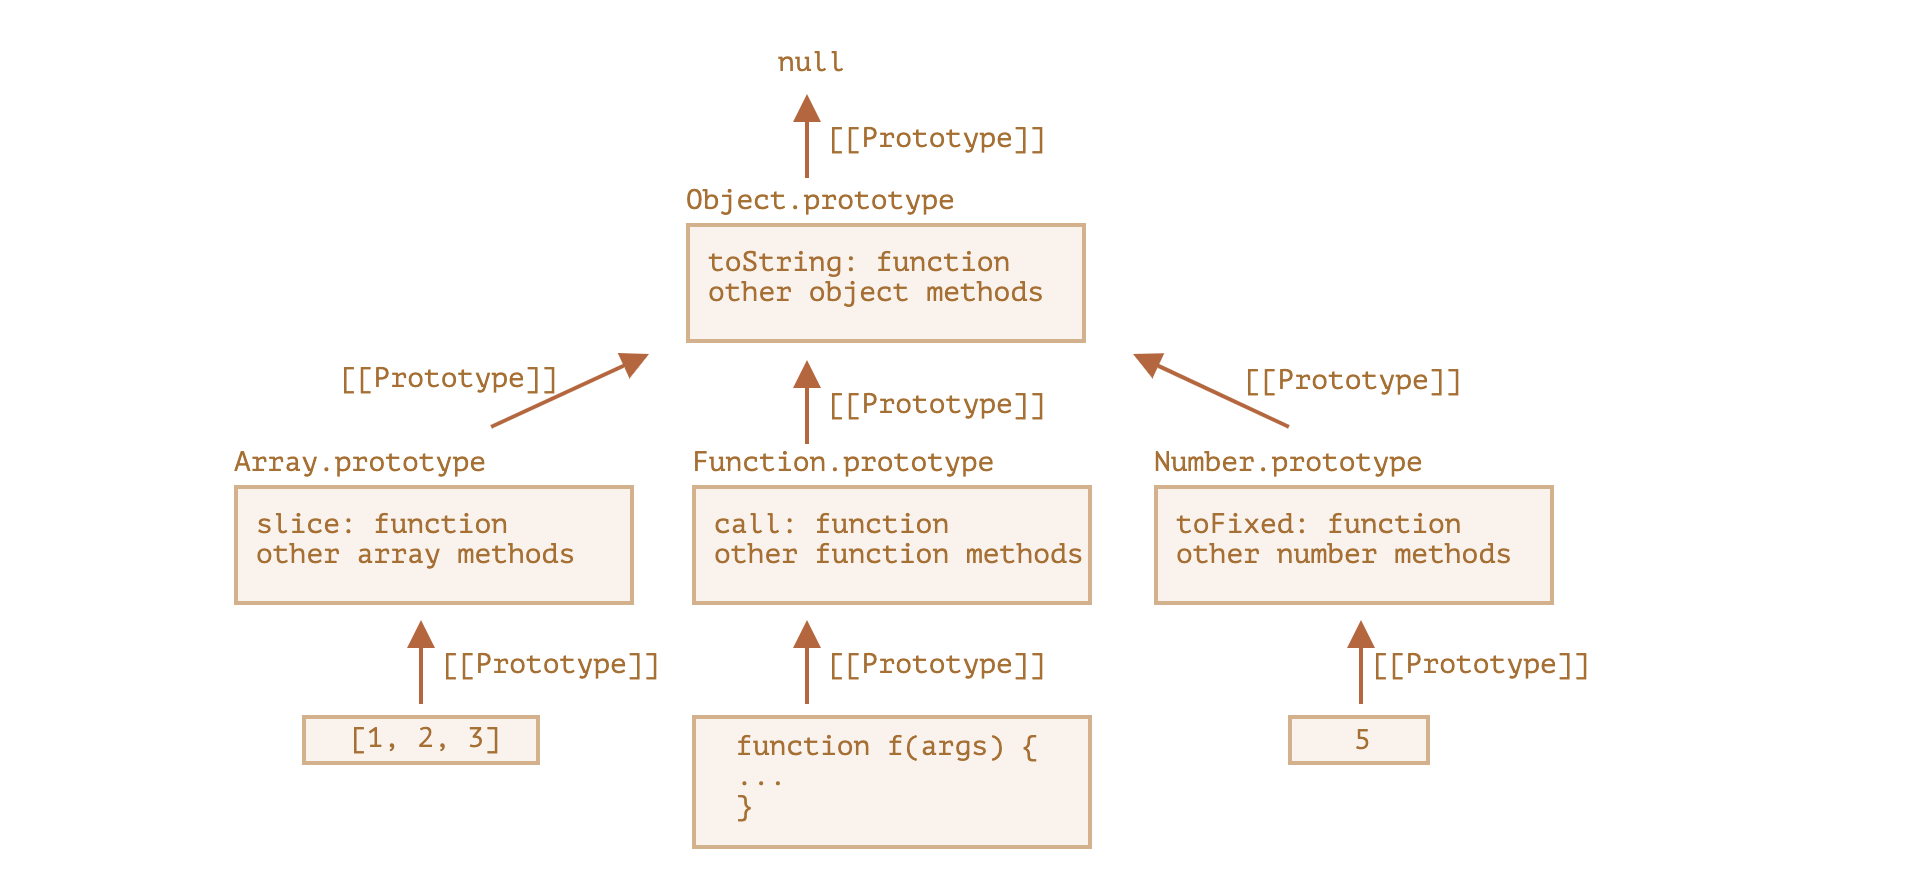 null
[[Prototype]]
Object.prototype
toString: function
other object methods
[[Prototype]]
[[Prototype]]
[[Prototype]]
Array.prototype
slice: function
other array methods
Function.prototype
call: function
other function methods
Number.prototype
toFixed: function
other number methods
[[Prototype]]
[[Prototype]]
[[Prototype]]
[1, 2, 3]
function f(args) {
...
}
5